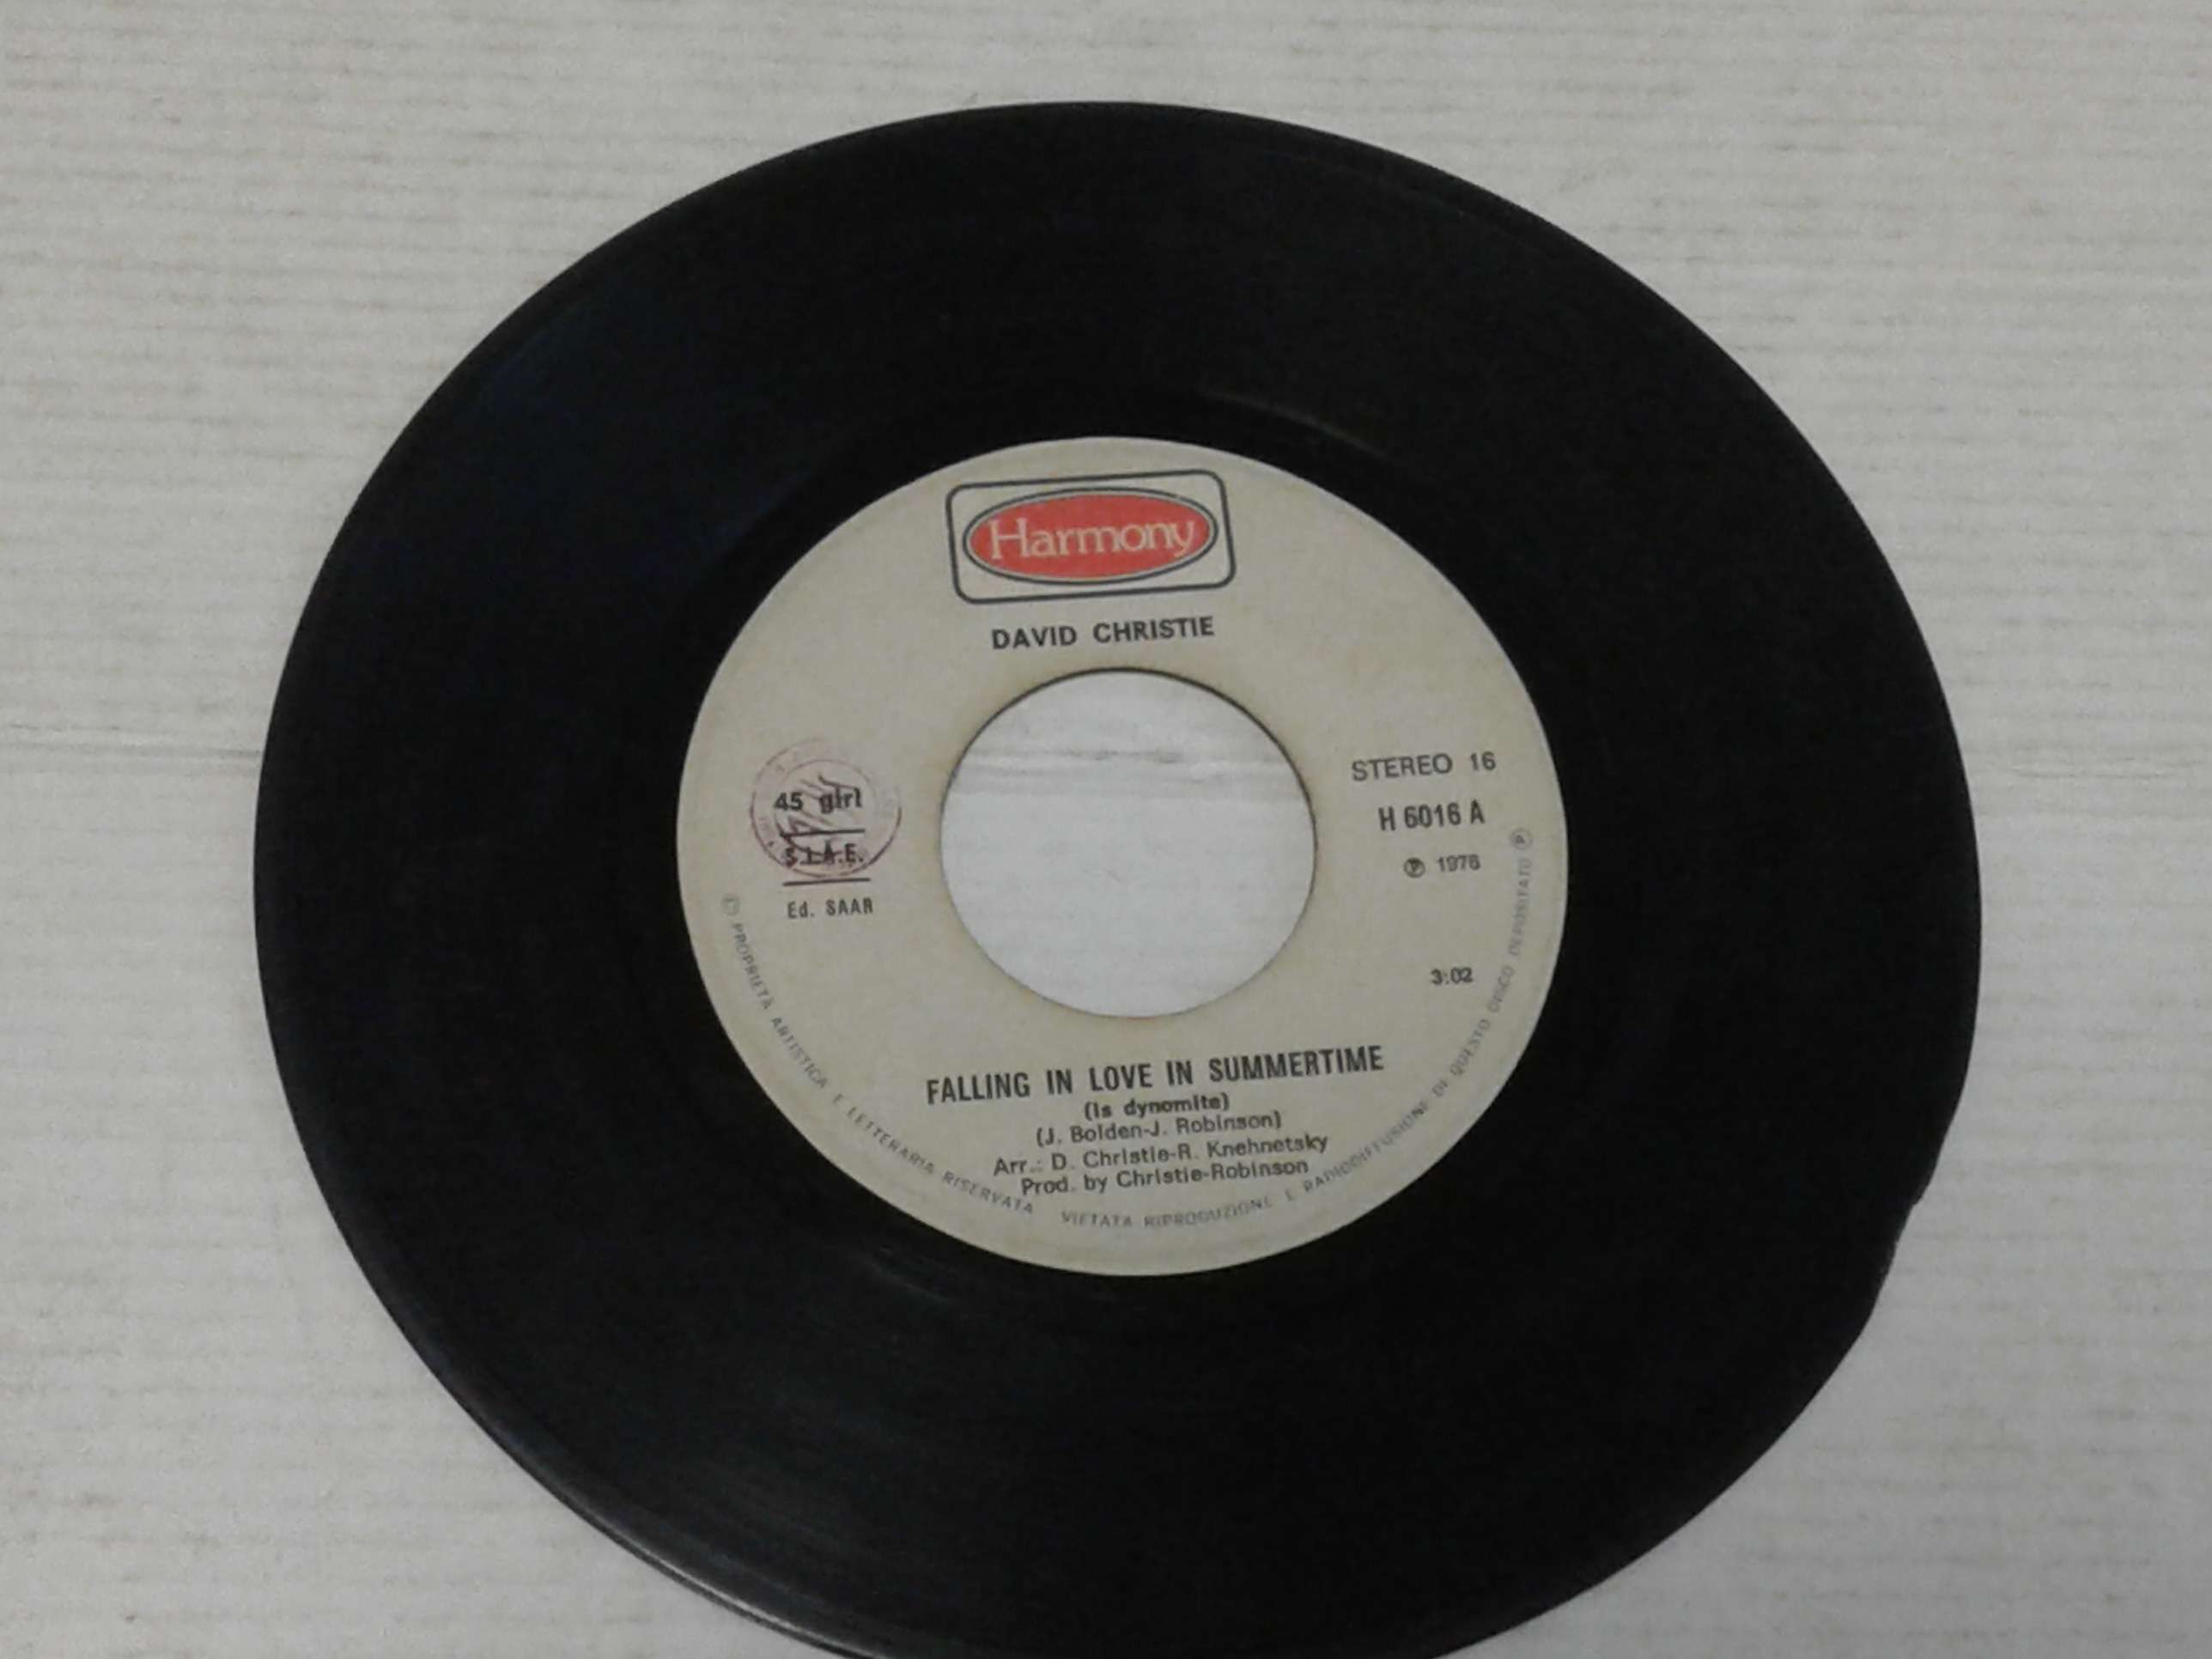 Harmony
DAVID CHRISTIE
45 giri
S.I.A.E.
Ed. SAAR
STEREO 16
H 6016 A
Ⓟ 1976
3:02
FALLING IN LOVE IN SUMMERTIME
(Is dynomite)
(J. Bolden-J. Robinson)
Arr.: D. Christie-R. Knehnetsky
Prod. by Christie-Robinson
Ⓒ PROPRIETÀ ARTISTICA E LETTERARIA RISERVATA VIETATA RIPRODUZIONE E RADIODIFFUSIONE DI QUESTO DISCO DEPOSITATO Ⓟ